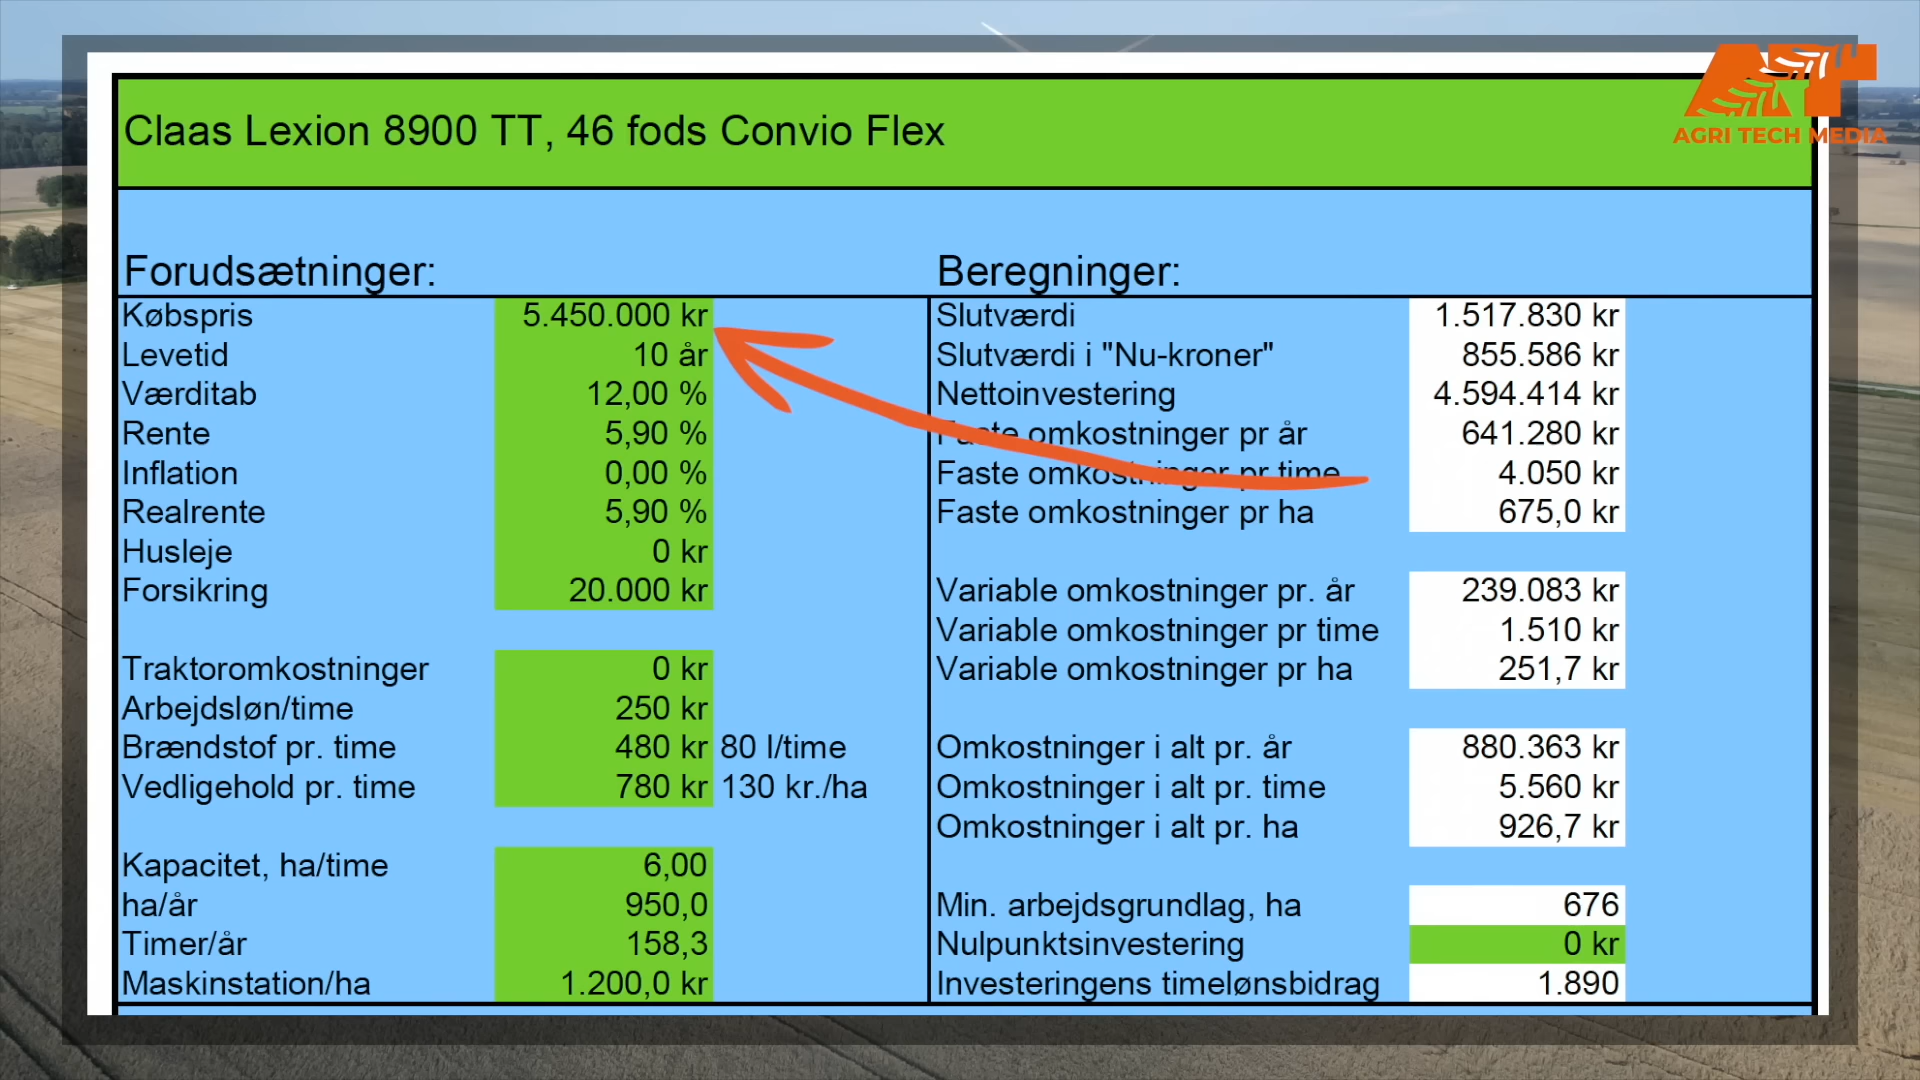 AGRI TECH MEDIA
Claas Lexion 8900 TT, 46 fods Convio Flex
Forudsætninger:
Købspris 5.450.000 kr
Levetid 10 år
Værditab 12,00 %
Rente 5,90 %
Inflation 0,00 %
Realrente 5,90 %
Husleje 0 kr
Forsikring 20.000 kr
Traktoromkostninger 0 kr
Arbejdsløn/time 250 kr
Brændstof pr. time 480 kr 80 l/time
Vedligehold pr. time 780 kr 130 kr./ha
Kapacitet, ha/time 6,00
ha/år 950,0
Timer/år 158,3
Maskinstation/ha 1.200,0 kr
Beregninger:
Slutværdi 1.517.830 kr
Slutværdi i "Nu-kroner" 855.586 kr
Nettoinvestering 4.594.414 kr
Faste omkostninger pr år 641.280 kr
Faste omkostninger pr time 4.050 kr
Faste omkostninger pr ha 675,0 kr
Variable omkostninger pr. år 239.083 kr
Variable omkostninger pr time 1.510 kr
Variable omkostninger pr ha 251,7 kr
Omkostninger i alt pr. år 880.363 kr
Omkostninger i alt pr. time 5.560 kr
Omkostninger i alt pr. ha 926,7 kr
Min. arbejdsgrundlag, ha 676
Nulpunktsinvestering 0 kr
Investeringens timelønsbidrag 1.890